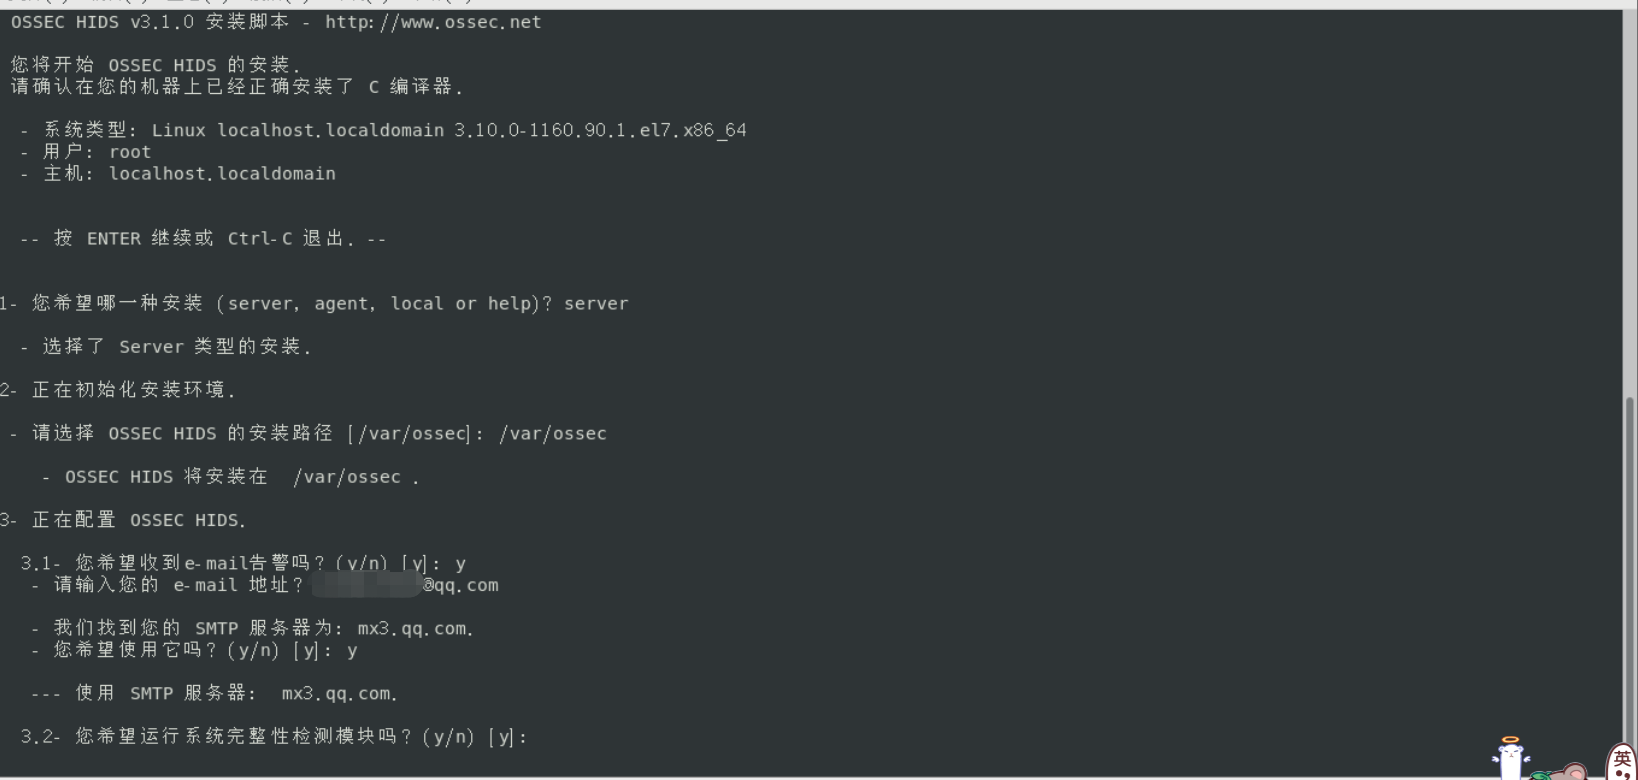 OSSEC HIDS v3.1.0 安装脚本 - http://www.ossec.net
您将开始 OSSEC HIDS 的安装.
请确认在您的机器上已经正确安装了 C 编译器.
- 系统类型: Linux localhost.localdomain 3.10.0-1160.90.1.el7.x86_64
- 用户: root
- 主机: localhost.localdomain
-- 按 ENTER 继续或 Ctrl-C 退出. --
1- 您希望哪一种安装 (server, agent, local or help)? server
- 选择了 Server 类型的安装.
2- 正在初始化安装环境.
- 请选择 OSSEC HIDS 的安装路径 [/var/ossec]: /var/ossec
- OSSEC HIDS 将安装在 /var/ossec .
3- 正在配置 OSSEC HIDS.
3.1- 您希望收到e-mail告警吗? (y/n) [y]: y
- 请输入您的 e-mail 地址? @qq.com
- 我们找到您的 SMTP 服务器为: mx3.qq.com.
- 您希望使用它吗? (y/n) [y]: y
--- 使用 SMTP 服务器: mx3.qq.com.
3.2- 您希望运行系统完整性检测模块吗? (y/n) [y]:
英